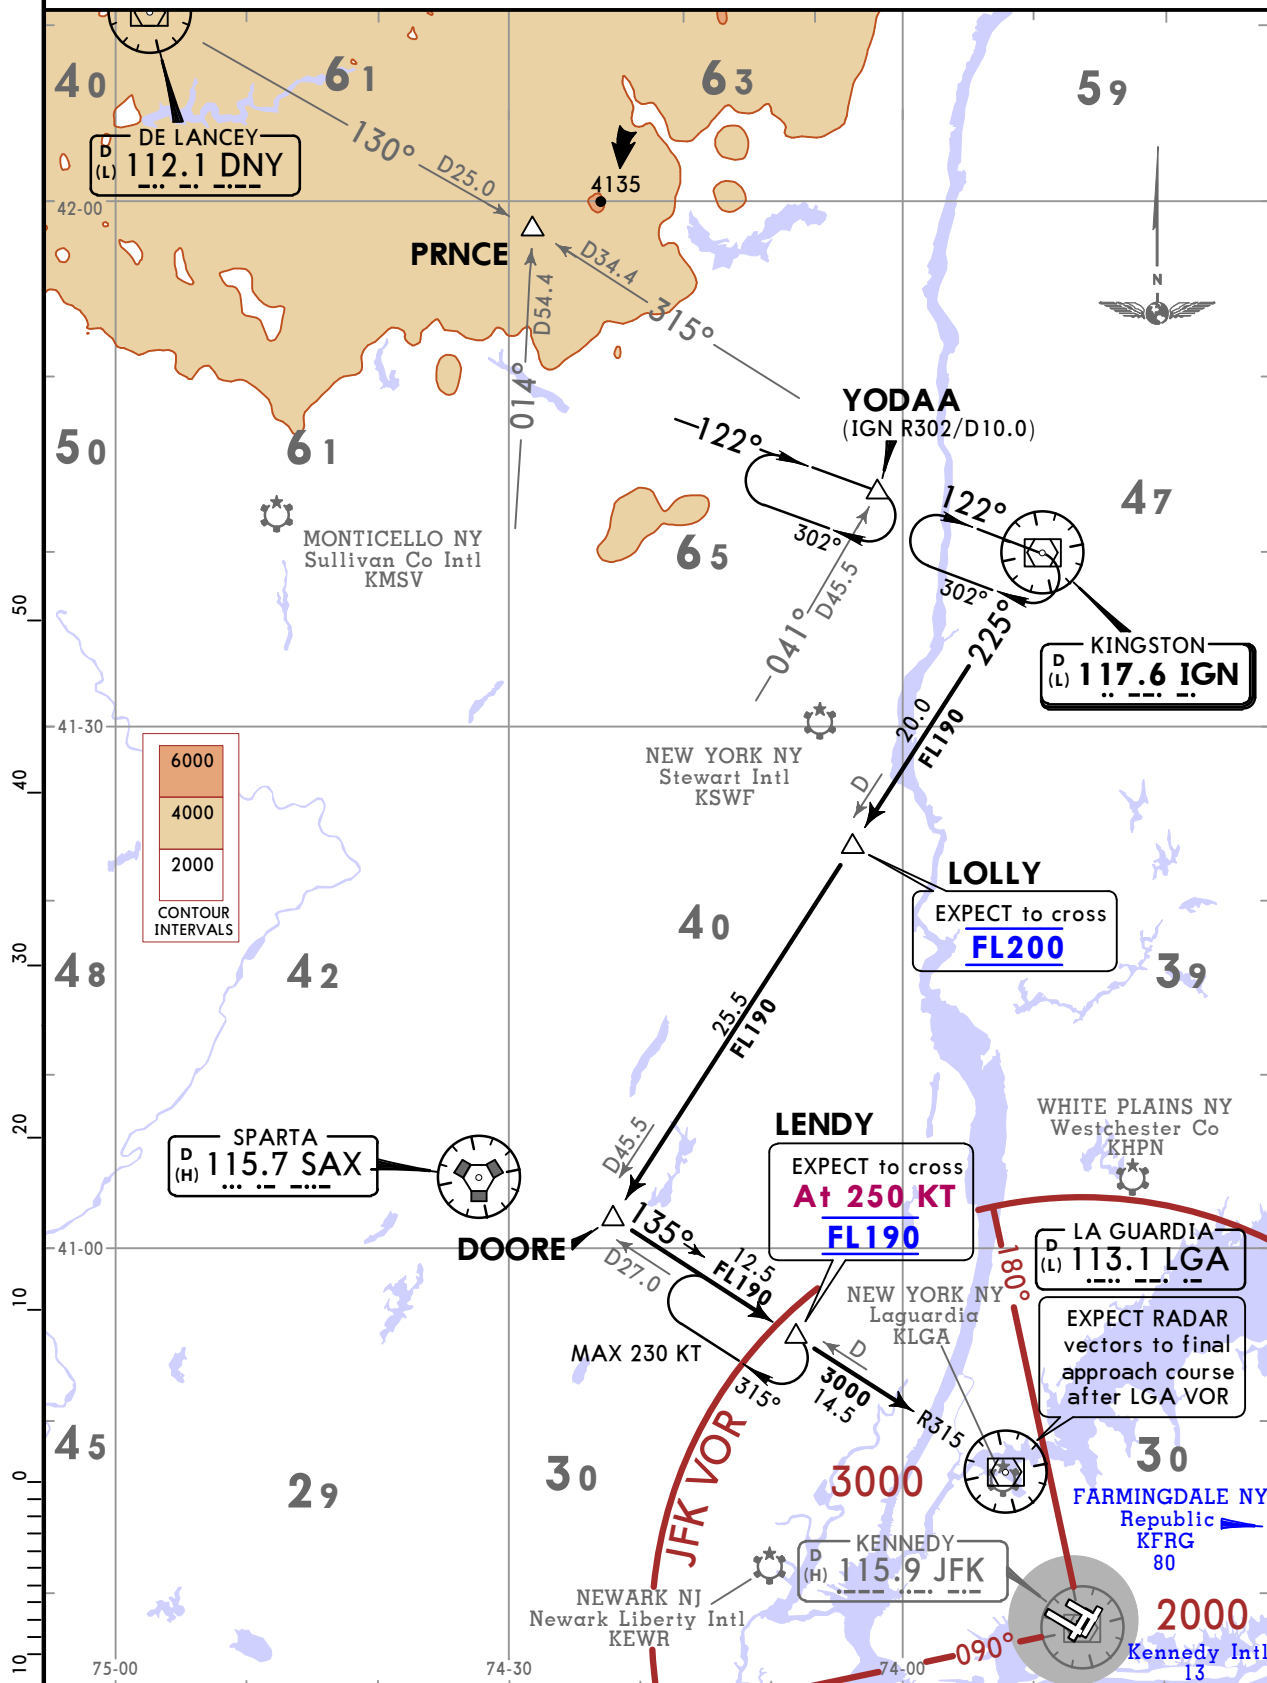 40
61
63
59
DE LANCEY
D
(L)
112.1 DNY
130°
D25.0
4135
42-00
PRNCE
D34.4
315°
D54.4
014°
N
YODAA
(IGN R302/D10.0)
50
61
122°
302°
122°
302°
47
65
MONTICELLO NY
Sullivan Co Intl
KMSV
D45.5
041°
225°
KINGSTON
D
(L)
117.6 IGN
50
41-30
20.0
FL190
NEW YORK NY
Stewart Intl
KSWF
6000
4000
2000
CONTOUR
INTERVALS
40
D
LOLLY
EXPECT to cross
FL200
40
48
42
39
30
25.5
FL190
20
SPARTA
D
(H)
115.7 SAX
D45.5
LENDY
EXPECT to cross
At 250 KT
FL190
WHITE PLAINS NY
Westchester Co
KHPN
DOORE
41-00
135°
12.5
FL190
D27.0
180°
LA GUARDIA
D
(L)
113.1 LGA
10
NEW YORK NY
Laguardia
KLGA
EXPECT RADAR
vectors to final
approach course
after LGA VOR
MAX 230 KT
315°
D
3000
14.5
R315
45
29
30
JFK VOR
3000
30
0
FARMINGDALE NY
Republic
KFRG
80
KENNEDY
D
(H)
115.9 JFK
NEWARK NJ
Newark Liberty Intl
KEWR
2000
090°
Kennedy Intl
13
10
75-00
74-30
74-00